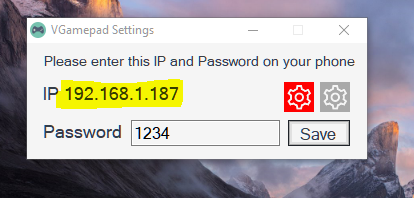 VGamepad Settings
Please enter this IP and Password on your phone
IP 192.168.1.187
Password 1234 Save